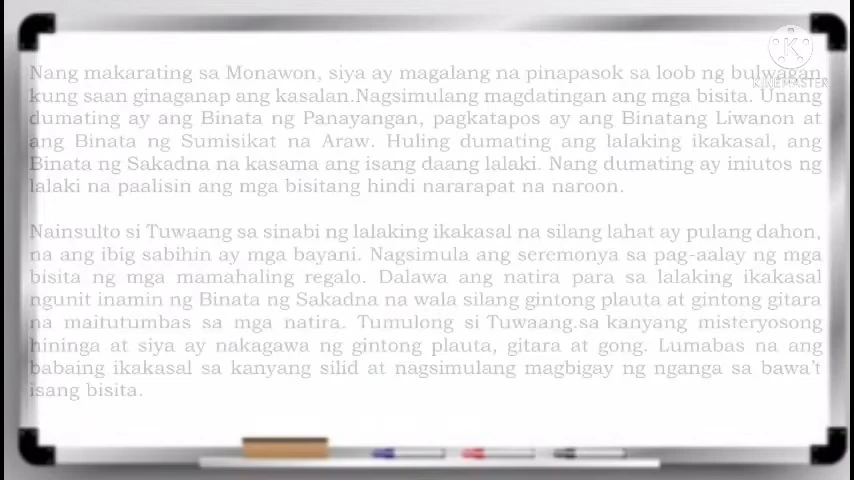 Nang makarating sa Monawon, siya ay magalang na pinapasok sa loob ng bulwagan
kung saan ginaganap ang kasalan.Nagsimulang magdatingan ang mga bisita. Unang
dumating ay ang Binata ng Panayangan, pagkatapos ay ang Binatang Liwanon at
ang Binata ng Sumisikat na Araw. Huling dumating ang lalaking ikakasal, ang
Binata ng Sakadna na kasama ang isang daang lalaki. Nang dumating ay iniutos ng
lalaki na paalisin ang mga bisitang hindi nararapat na naroon.
Nainsulto si Tuwaang sa sinabi ng lalaking ikakasal na silang lahat ay pulang dahon,
na ang ibig sabihin ay mga bayani. Nagsimula ang seremonya sa pag-aalay ng mga
bisita ng mga mamahaling regalo. Dalawa ang natira para sa lalaking ikakasal
ngunit inamin ng Binata ng Sakadna na wala silang gintong plauta at gintong gitara
na maitutumbas sa mga natira. Tumulong si Tuwaang.sa kanyang misteryosong
hininga at siya ay nakagawa ng gintong plauta, gitara at gong. Lumabas na ang
babaing ikakasal sa kanyang silid at nagsimulang magbigay ng nganga sa bawa't
isang bisita.
K
KINEMASTER